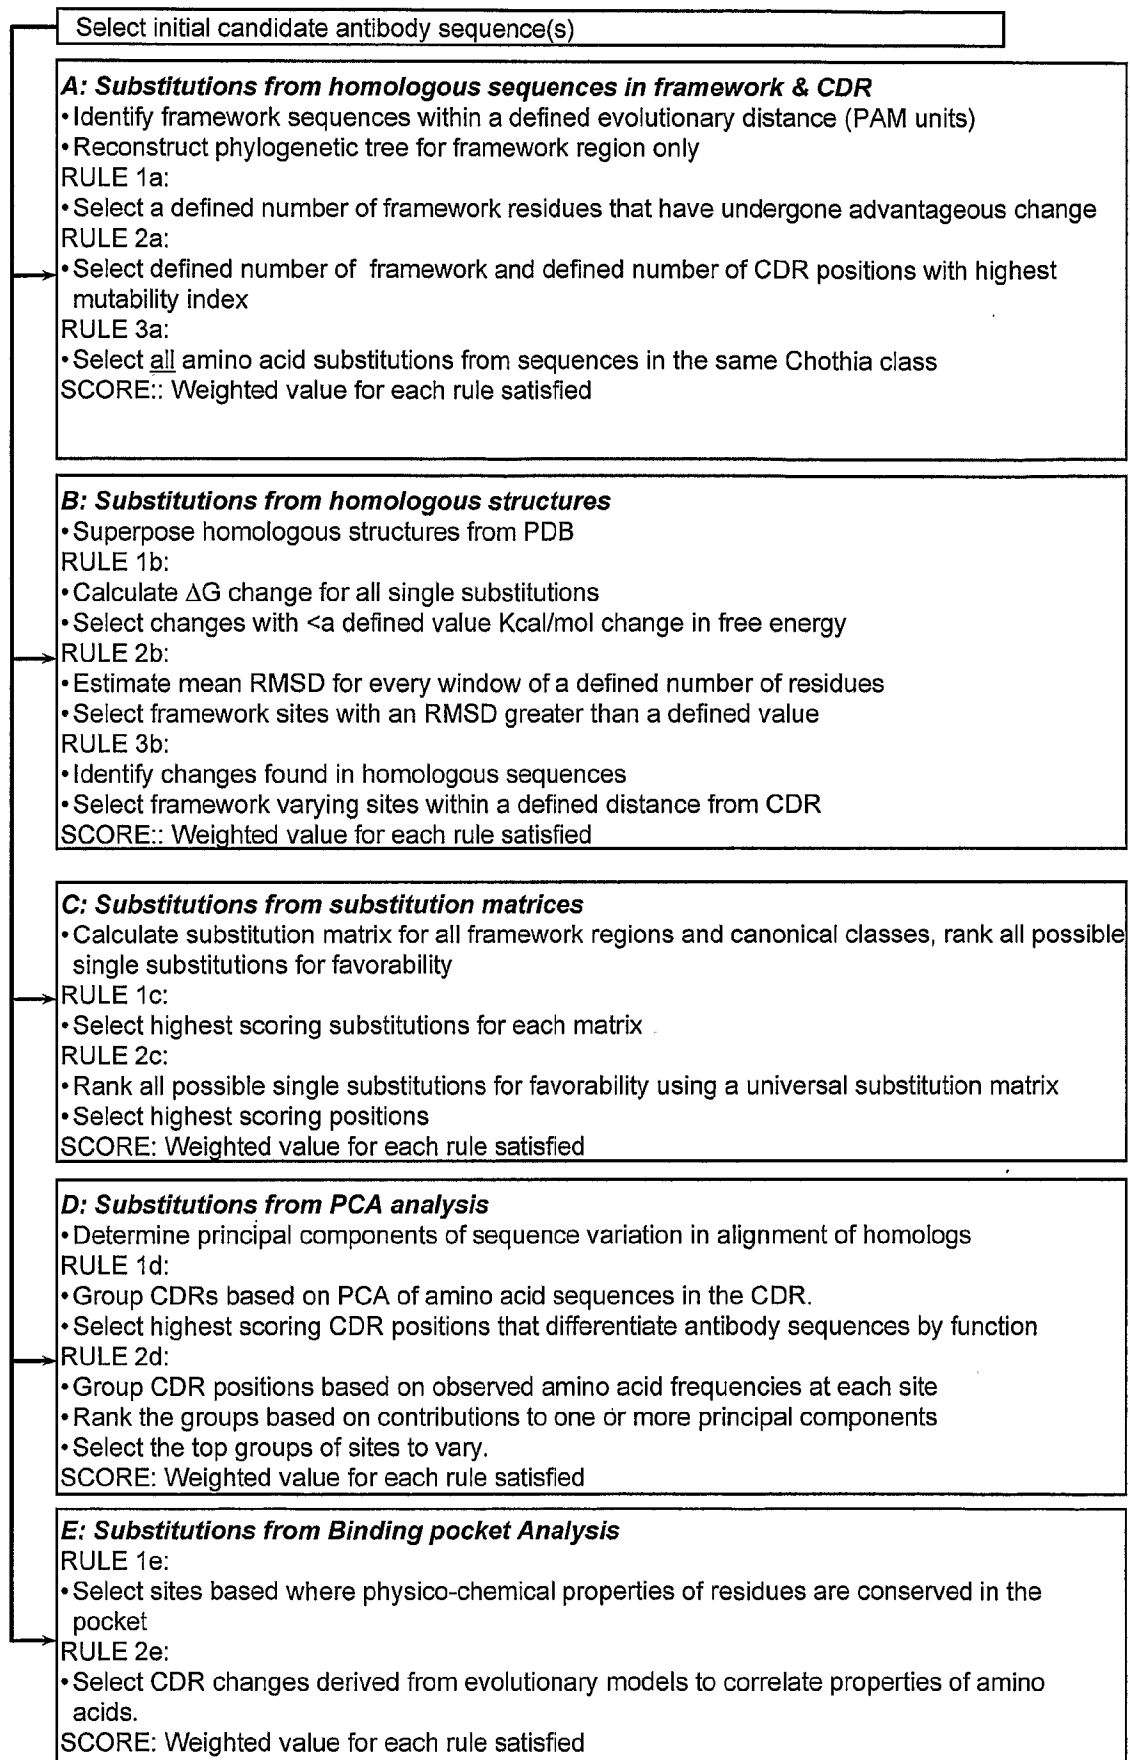 Select initial candidate antibody sequence(s)
A: Substitutions from homologous sequences in framework & CDR
•Identify framework sequences within a defined evolutionary distance (PAM units)
•Reconstruct phylogenetic tree for framework region only
RULE 1a:
•Select a defined number of framework residues that have undergone advantageous change
RULE 2a:
•Select defined number of framework and defined number of CDR positions with highest
mutability index
RULE 3a:
•Select all amino acid substitutions from sequences in the same Chothia class
SCORE:: Weighted value for each rule satisfied
B: Substitutions from homologous structures
•Superpose homologous structures from PDB
RULE 1b:
•Calculate ΔG change for all single substitutions
•Select changes with <a defined value Kcal/mol change in free energy
RULE 2b:
•Estimate mean RMSD for every window of a defined number of residues
•Select framework sites with an RMSD greater than a defined value
RULE 3b:
•Identify changes found in homologous sequences
•Select framework varying sites within a defined distance from CDR
SCORE:: Weighted value for each rule satisfied
C: Substitutions from substitution matrices
•Calculate substitution matrix for all framework regions and canonical classes, rank all possible
single substitutions for favorability
RULE 1c:
•Select highest scoring substitutions for each matrix
RULE 2c:
•Rank all possible single substitutions for favorability using a universal substitution matrix
•Select highest scoring positions
SCORE: Weighted value for each rule satisfied
D: Substitutions from PCA analysis
•Determine principal components of sequence variation in alignment of homologs
RULE 1d:
•Group CDRs based on PCA of amino acid sequences in the CDR.
•Select highest scoring CDR positions that differentiate antibody sequences by function
RULE 2d:
•Group CDR positions based on observed amino acid frequencies at each site
•Rank the groups based on contributions to one or more principal components
•Select the top groups of sites to vary.
SCORE: Weighted value for each rule satisfied
E: Substitutions from Binding pocket Analysis
RULE 1e:
•Select sites based where physico-chemical properties of residues are conserved in the
pocket
RULE 2e:
•Select CDR changes derived from evolutionary models to correlate properties of amino
acids.
SCORE: Weighted value for each rule satisfied